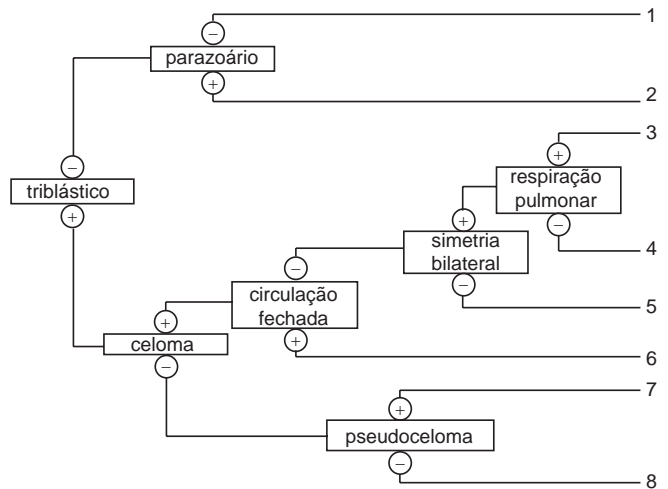 1
−
parazoário
+
2
3
+
−
respiração
pulmonar
triblástico
+
+
−
4
simetria
bilateral
−
−
5
circulação
fechada
+
celoma
+
6
−
7
+
pseudoceloma
−
8